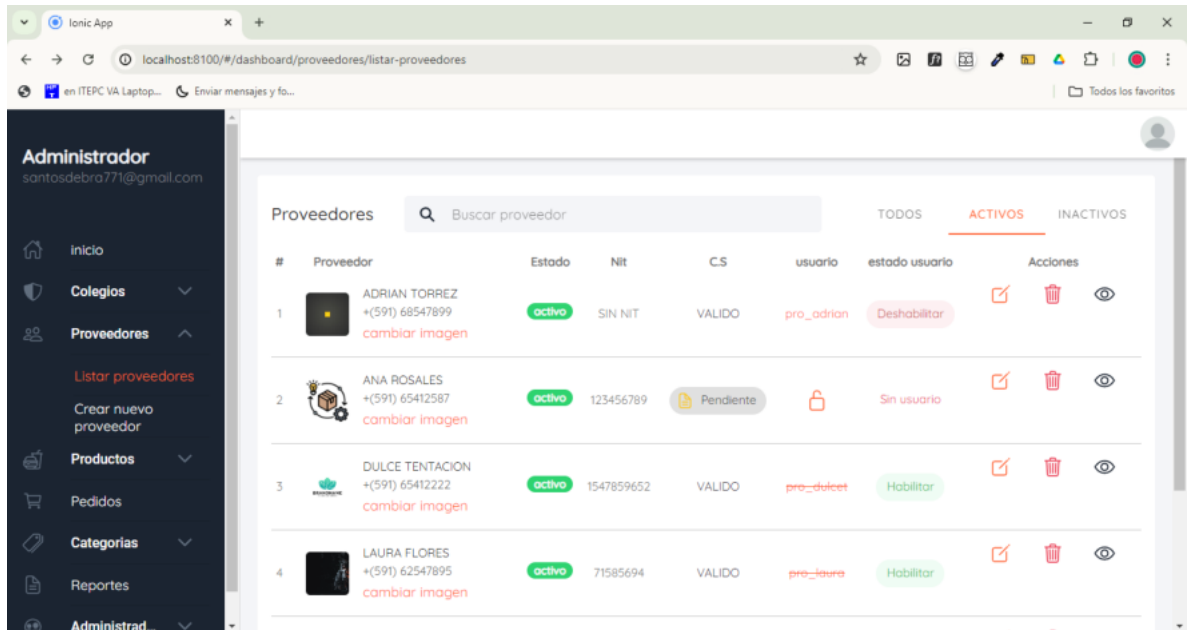 Ionic App
localhost:8100/#/dashboard/proveedores/listar-proveedores
en ITEPC VA Laptop... Enviar mensajes y fo... Todos los favoritos
Administrador
santosdebra771@gmail.com
inicio
Colegios
Proveedores
Listar proveedores
Crear nuevo
proveedor
Productos
Pedidos
Categorias
Reportes
Administrad...
Proveedores Buscar proveedor TODOS ACTIVOS INACTIVOS
# Proveedor Estado Nit C.S usuario estado usuario Acciones
ADRIAN TORREZ
1 +(591) 68547899 activo SIN NIT VALIDO pro_adrian Deshabilitar
cambiar imagen
ANA ROSALES
2 +(591) 65412587 activo 123456789 Pendiente Sin usuario
cambiar imagen
DULCE TENTACION
3 +(591) 65412222 activo 1547859652 VALIDO pro_dulcet Habilitar
cambiar imagen
LAURA FLORES
4 +(591) 62547895 activo 71585694 VALIDO pro_laura Habilitar
cambiar imagen